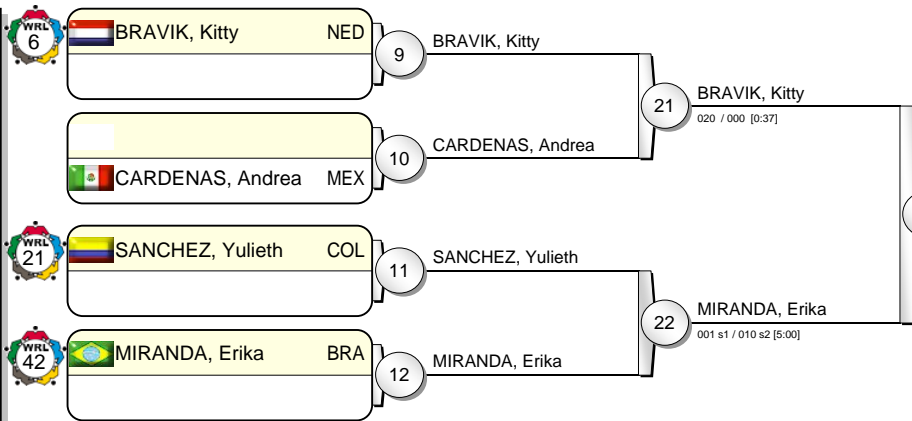 WRL
6
BRAVIK, Kitty NED
9
BRAVIK, Kitty
21
BRAVIK, Kitty
020 / 000 [0:37]
10
CARDENAS, Andrea
CARDENAS, Andrea MEX
WRL
21
SANCHEZ, Yulieth COL
11
SANCHEZ, Yulieth
22
MIRANDA, Erika
001 s1 / 010 s2 [5:00]
WRL
42
MIRANDA, Erika BRA
12
MIRANDA, Erika